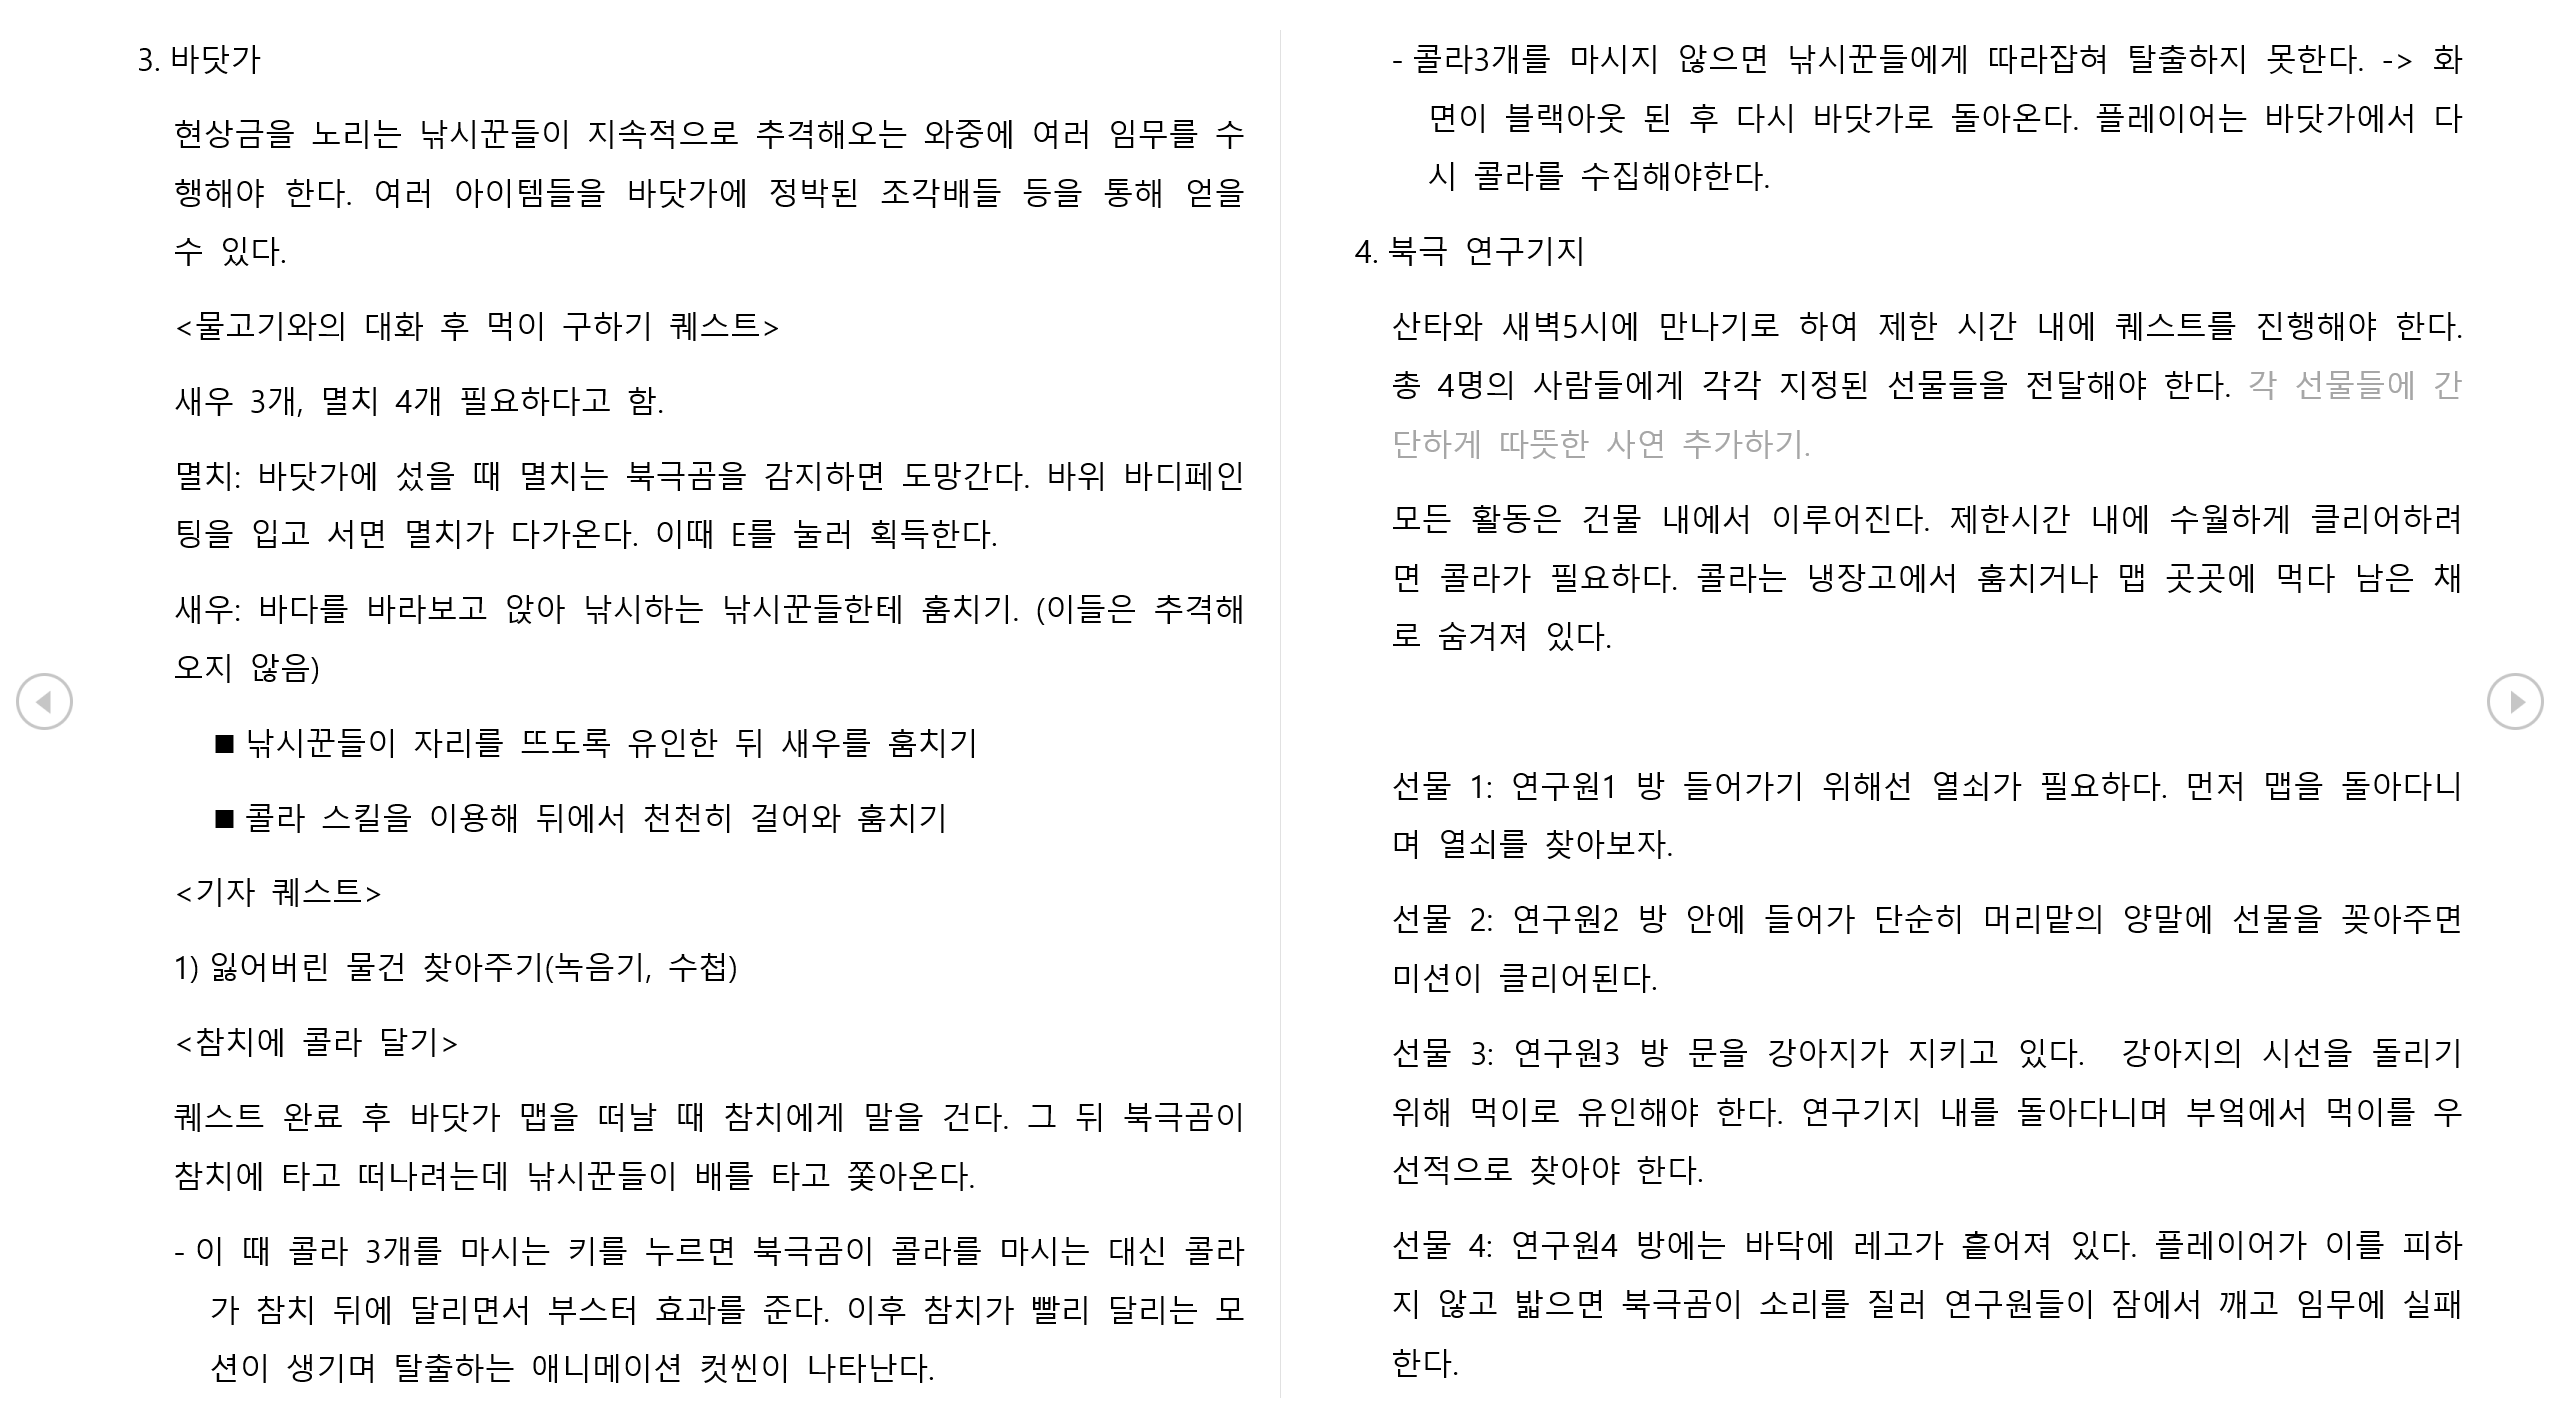 3. 바닷가
현상금을 노리는 낚시꾼들이 지속적으로 추격해오는 와중에 여러 임무를 수
행해야 한다. 여러 아이템들을 바닷가에 정박된 조각배들 등을 통해 얻을
수 있다.
<물고기와의 대화 후 먹이 구하기 퀘스트>
새우 3개, 멸치 4개 필요하다고 함.
멸치: 바닷가에 섰을 때 멸치는 북극곰을 감지하면 도망간다. 바위 바디페인
팅을 입고 서면 멸치가 다가온다. 이때 E를 눌러 획득한다.
새우: 바다를 바라보고 앉아 낚시하는 낚시꾼들한테 훔치기. (이들은 추격해
오지 않음)
■ 낚시꾼들이 자리를 뜨도록 유인한 뒤 새우를 훔치기
■ 콜라 스킬을 이용해 뒤에서 천천히 걸어와 훔치기
<기자 퀘스트>
1) 잃어버린 물건 찾아주기(녹음기, 수첩)
<참치에 콜라 달기>
퀘스트 완료 후 바닷가 맵을 떠날 때 참치에게 말을 건다. 그 뒤 북극곰이
참치에 타고 떠나려는데 낚시꾼들이 배를 타고 쫓아온다.
- 이 때 콜라 3개를 마시는 키를 누르면 북극곰이 콜라를 마시는 대신 콜라
가 참치 뒤에 달리면서 부스터 효과를 준다. 이후 참치가 빨리 달리는 모
션이 생기며 탈출하는 애니메이션 컷씬이 나타난다.
- 콜라3개를 마시지 않으면 낚시꾼들에게 따라잡혀 탈출하지 못한다. -> 화
면이 블랙아웃 된 후 다시 바닷가로 돌아온다. 플레이어는 바닷가에서 다
시 콜라를 수집해야한다.
4. 북극 연구기지
산타와 새벽5시에 만나기로 하여 제한 시간 내에 퀘스트를 진행해야 한다.
총 4명의 사람들에게 각각 지정된 선물들을 전달해야 한다. 각 선물들에 간
단하게 따뜻한 사연 추가하기.
모든 활동은 건물 내에서 이루어진다. 제한시간 내에 수월하게 클리어하려
면 콜라가 필요하다. 콜라는 냉장고에서 훔치거나 맵 곳곳에 먹다 남은 채
로 숨겨져 있다.
선물 1: 연구원1 방 들어가기 위해선 열쇠가 필요하다. 먼저 맵을 돌아다니
며 열쇠를 찾아보자.
선물 2: 연구원2 방 안에 들어가 단순히 머리맡의 양말에 선물을 꽂아주면
미션이 클리어된다.
선물 3: 연구원3 방 문을 강아지가 지키고 있다.  강아지의 시선을 돌리기
위해 먹이로 유인해야 한다. 연구기지 내를 돌아다니며 부엌에서 먹이를 우
선적으로 찾아야 한다.
선물 4: 연구원4 방에는 바닥에 레고가 흩어져 있다. 플레이어가 이를 피하
지 않고 밟으면 북극곰이 소리를 질러 연구원들이 잠에서 깨고 임무에 실패
한다.